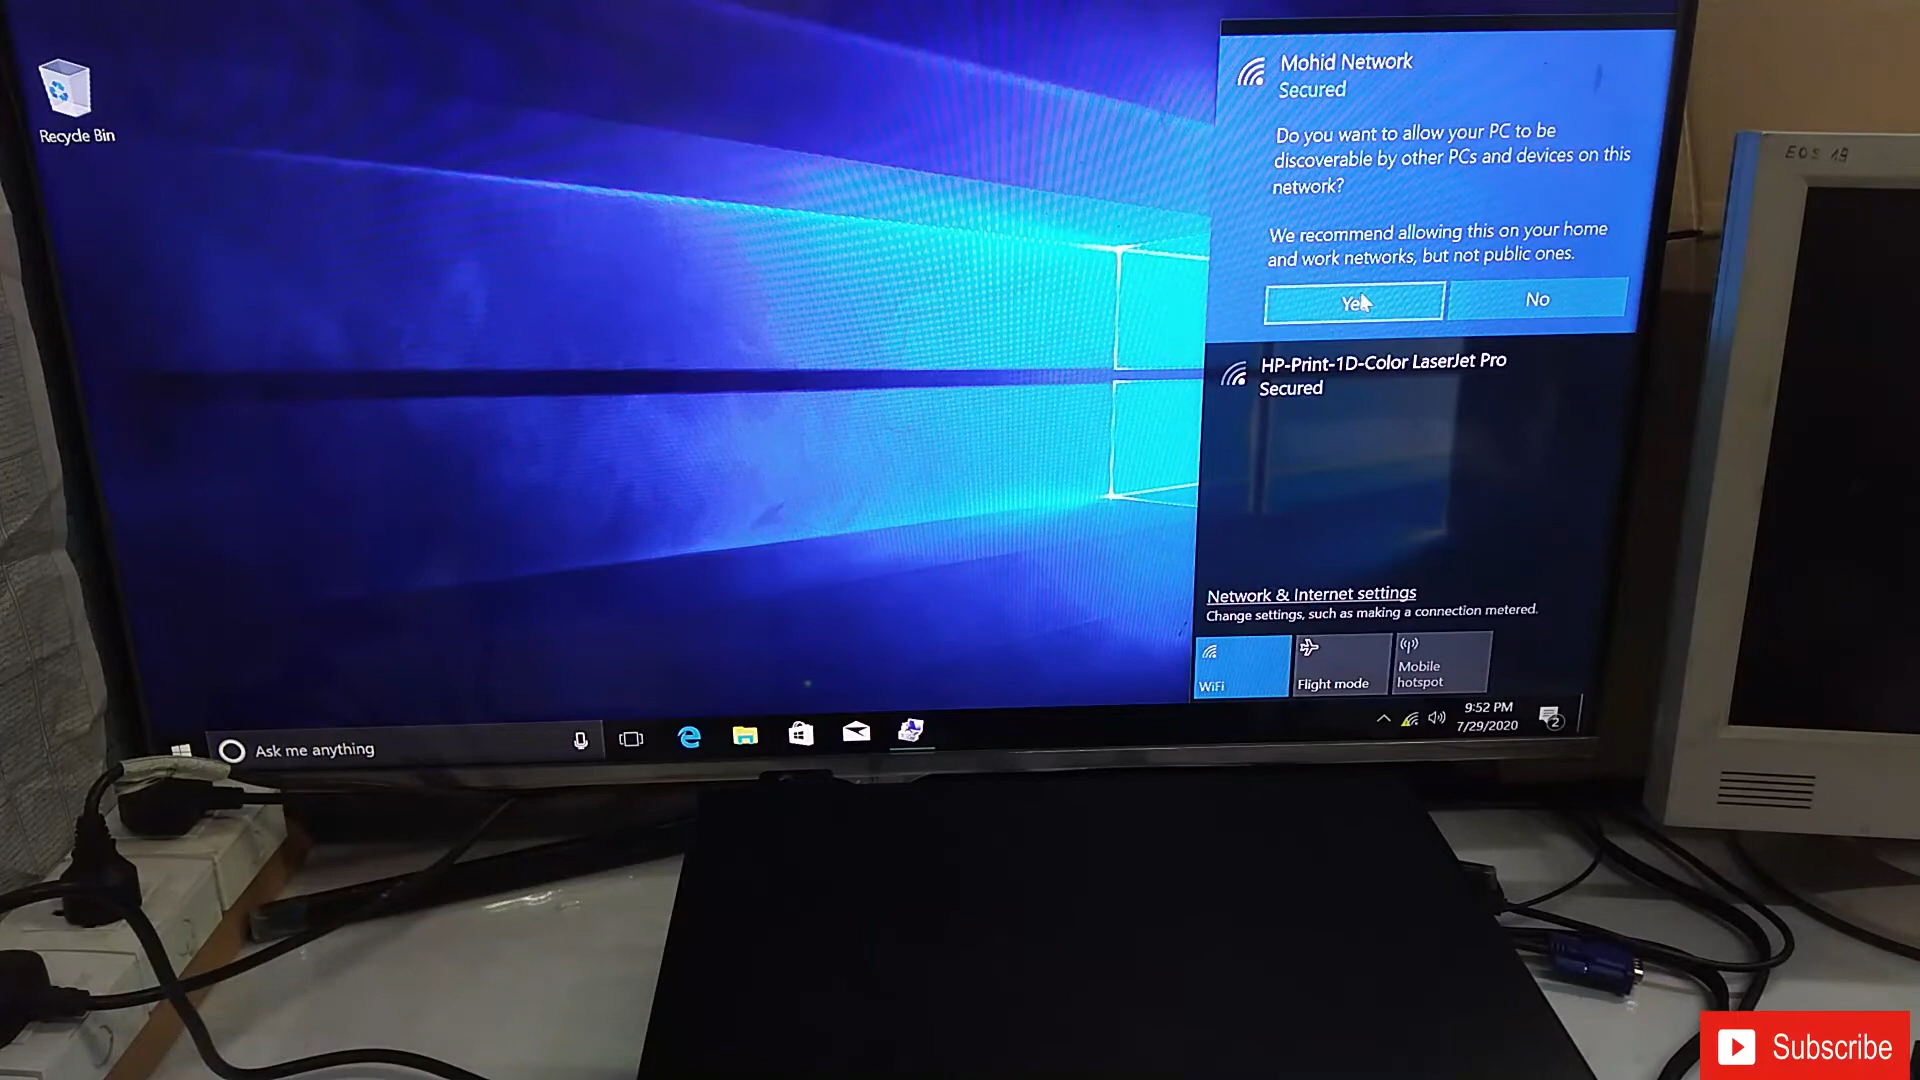 Recycle Bin
Mohid Network
Secured
Do you want to allow your PC to be
discoverable by other PCs and devices on this
network?
We recommend allowing this on your home
and work networks, but not public ones.
Yes
No
HP-Print-1D-Color LaserJet Pro
Secured
Network & Internet settings
Change settings, such as making a connection metered.
WiFi
Flight mode
Mobile
hotspot
Ask me anything
9:52 PM
7/29/2020
2
EOS 19
Subscribe